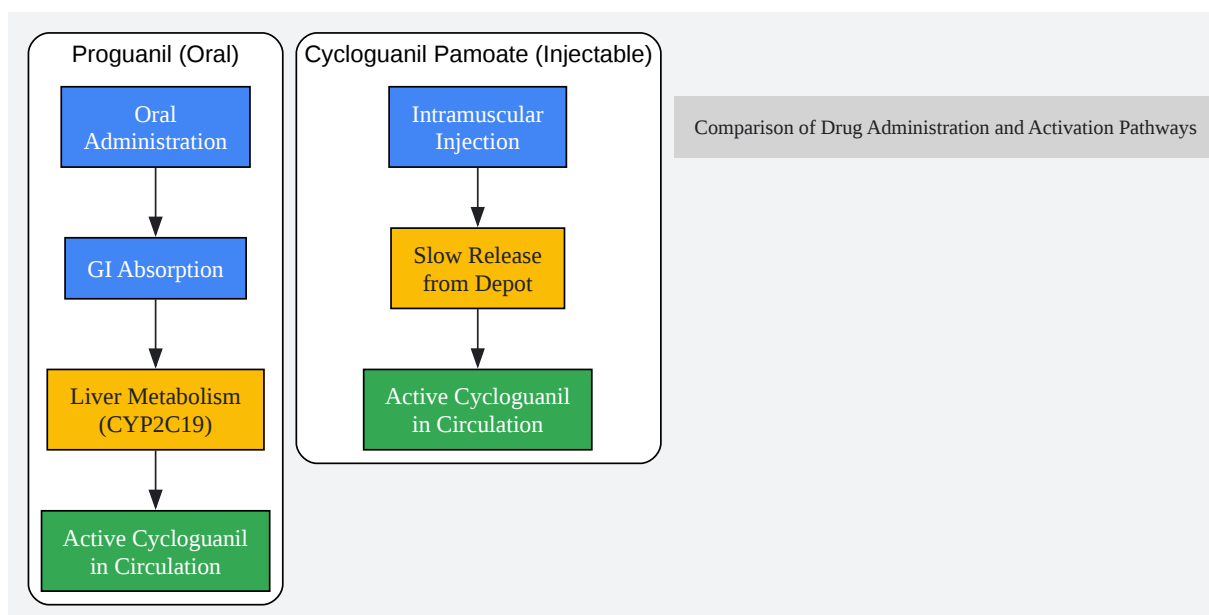 Proguanil (Oral)
Oral
Administration
GI Absorption
Liver Metabolism
(CYP2C19)
Active Cycloguanil
in Circulation
Cycloguanil Pamoate (Injectable)
Intramuscular
Injection
Slow Release
from Depot
Active Cycloguanil
in Circulation
Comparison of Drug Administration and Activation Pathways